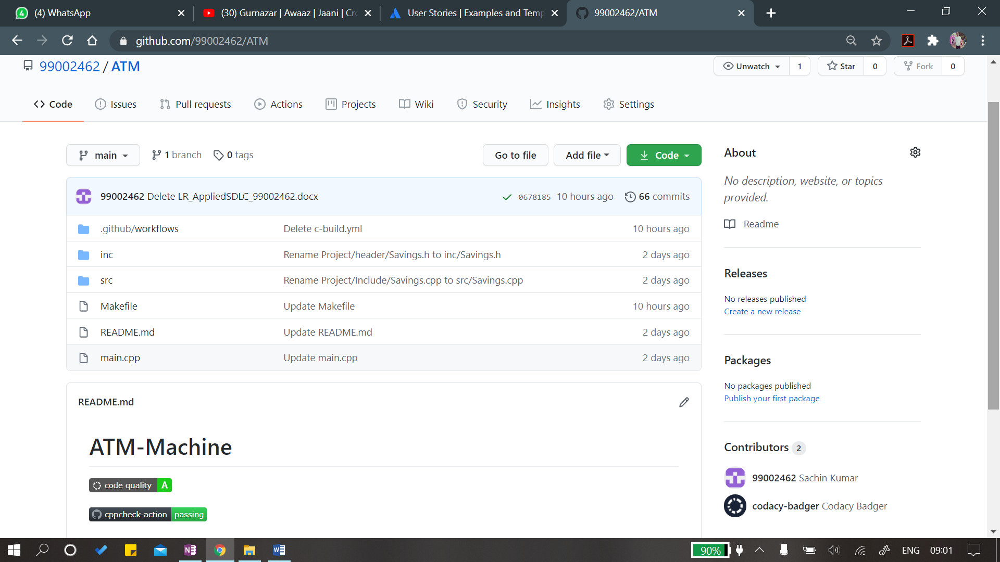 (4) WhatsApp
(30) Gurnazar | Awaaz | Jaani | Cro
User Stories | Examples and Temp
99002462/ATM
github.com/99002462/ATM
99002462 / ATM
Unwatch 1
Star 0
Fork 0
Code
Issues
Pull requests
Actions
Projects
Wiki
Security
Insights
Settings
main
1 branch
0 tags
Go to file
Add file
Code
99002462 Delete LR_AppliedSDLC_99002462.docx
0678185 10 hours ago
66 commits
.github/workflows
Delete c-build.yml
10 hours ago
inc
Rename Project/header/Savings.h to inc/Savings.h
2 days ago
src
Rename Project/Include/Savings.cpp to src/Savings.cpp
2 days ago
Makefile
Update Makefile
10 hours ago
README.md
Update README.md
2 days ago
main.cpp
Update main.cpp
2 days ago
README.md
ATM-Machine
code quality A
cppcheck-action passing
About
No description, website, or topics
provided.
Readme
Releases
No releases published
Create a new release
Packages
No packages published
Publish your first package
Contributors 2
99002462 Sachin Kumar
codacy-badger Codacy Badger
90%
ENG
09:01